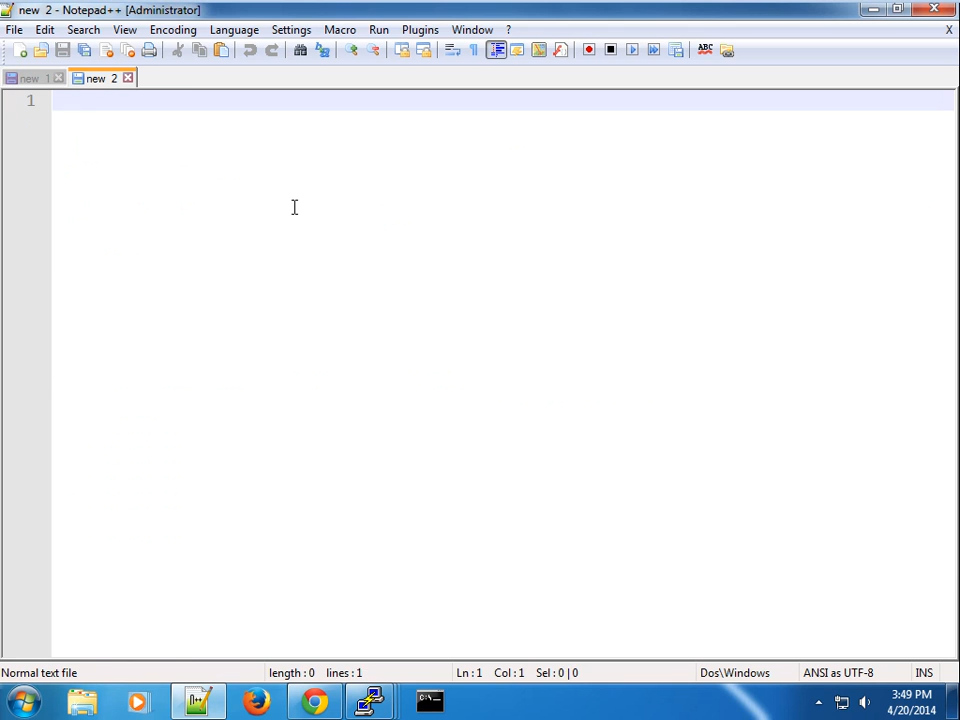 new 2 - Notepad++ [Administrator]
File Edit Search View Encoding Language Settings Macro Run Plugins Window ? X
ABC
new 1 new 2
1
Normal text file length : 0 lines : 1 Ln : 1 Col : 1 Sel : 0 | 0 Dos\Windows ANSI as UTF-8 INS
3:49 PM
4/20/2014